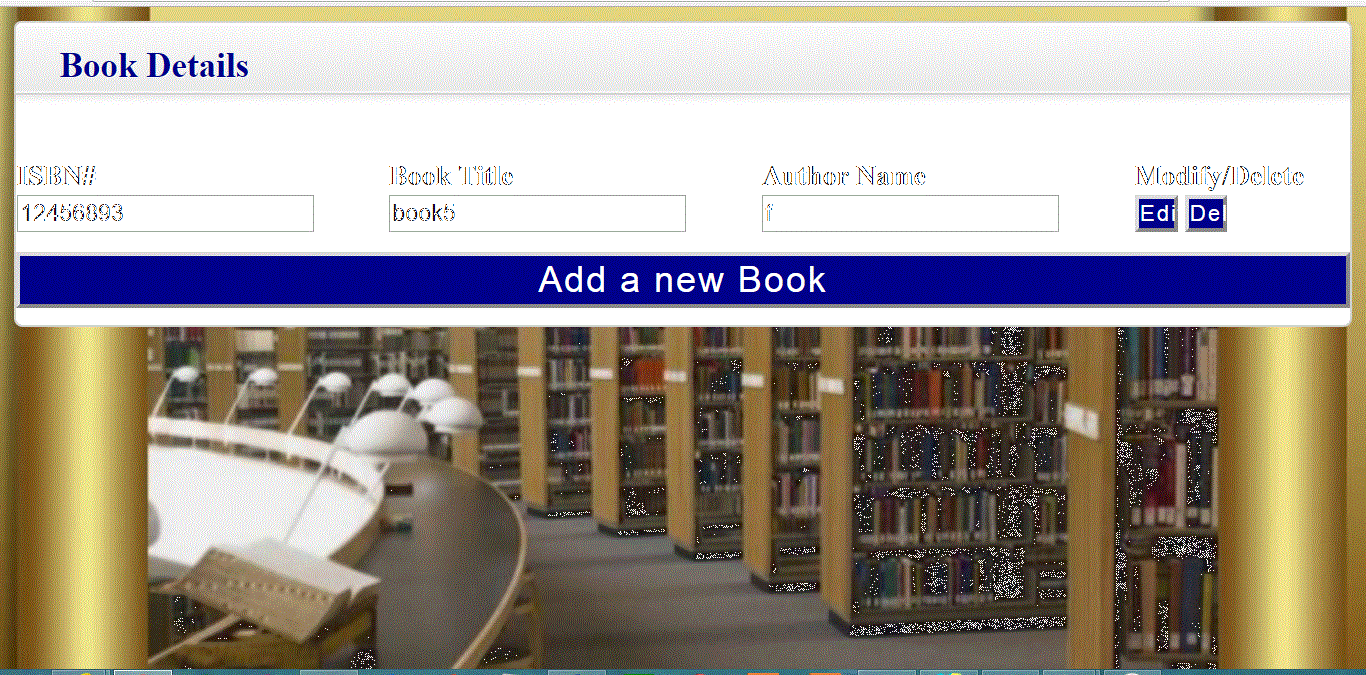 Book Details
ISBN# Book Title Author Name Modify/Delete
12456893 book5 f Edi Del
Add a new Book